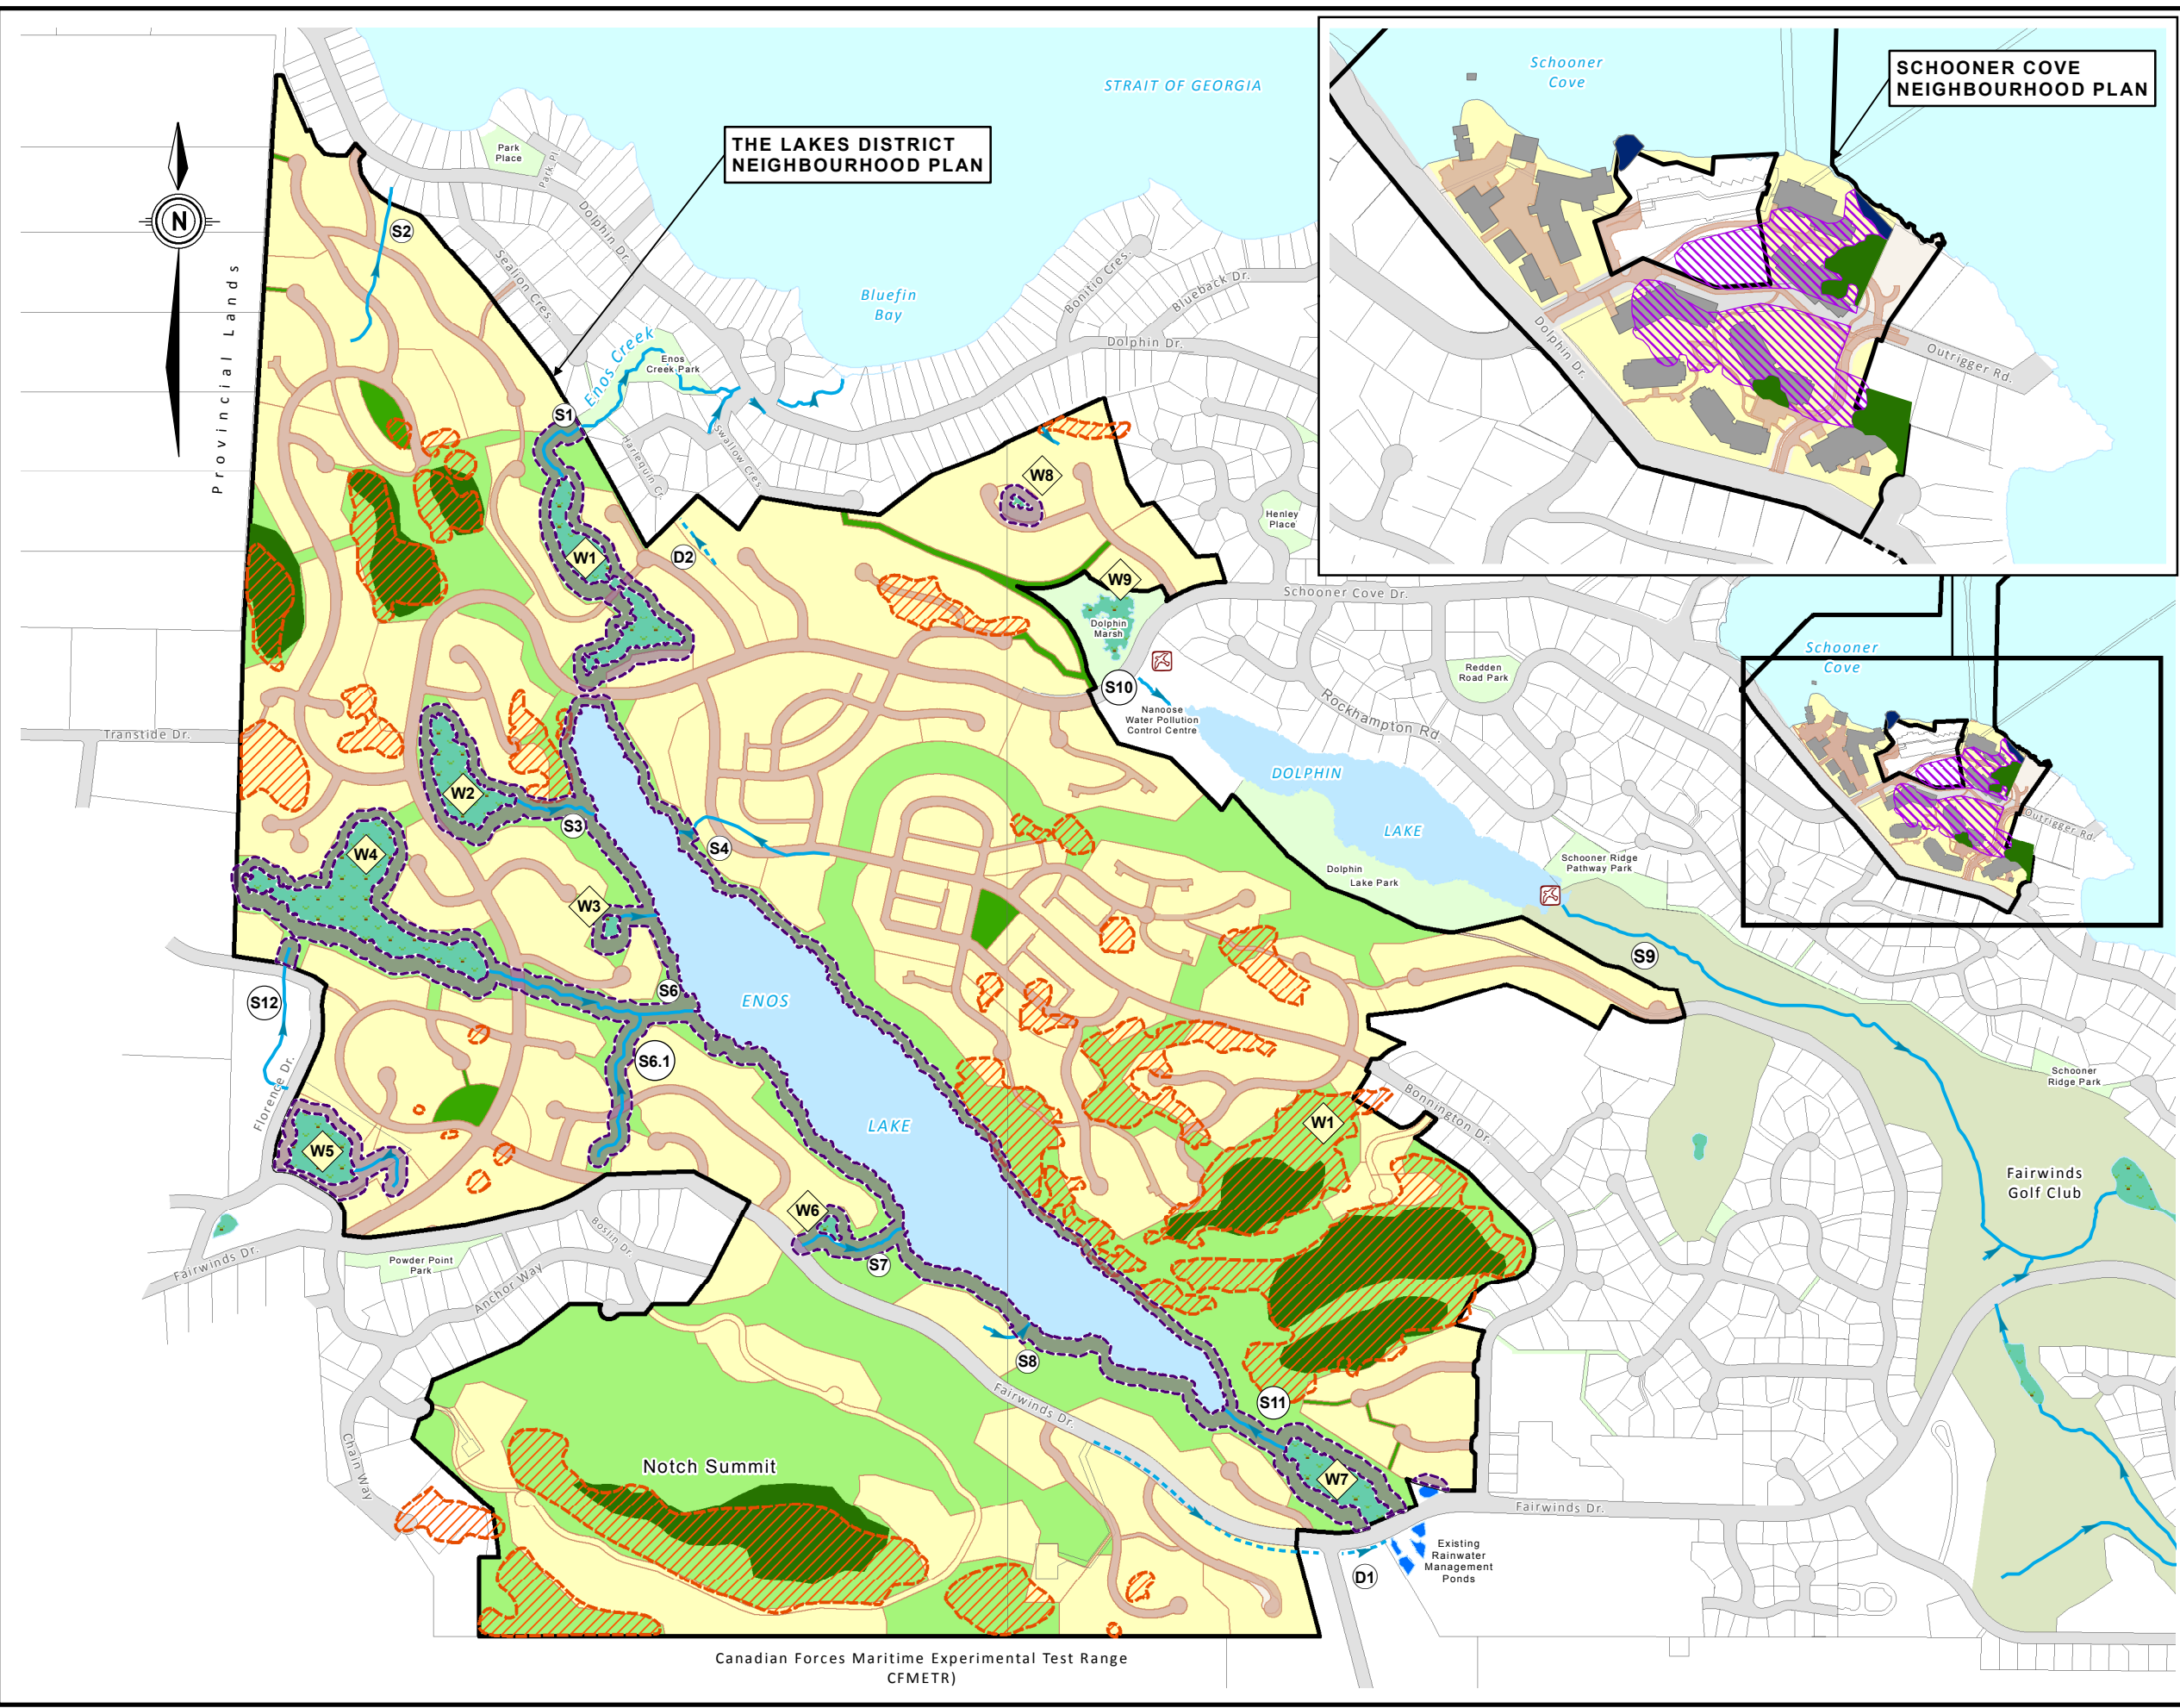 STRAIT OF GEORGIA
THE LAKES DISTRICT
NEIGHBOURHOOD PLAN
Schooner
Cove
SCHOONER COVE
NEIGHBOURHOOD PLAN
Dolphin Dr.
Outrigger Rd.
N
Provincial Lands
Park
Place
Park Pl.
Dolphin Dr.
S2
Sealion Cres.
Bluefin
Bay
Bonitio Cres.
Blueback Dr.
Dolphin Dr.
Enos Creek
Enos
Creek Park
S1
Harlequin Cr.
Swallow Cres.
W8
Henley
Place
W1
D2
W9
Schooner Cove Dr.
Dolphin
Marsh
Schooner
Cove
Redden
Road Park
S10
Nanoose
Water Pollution
Control Centre
Rockhampton Rd.
Transtide Dr.
DOLPHIN
LAKE
W2
S3
S4
Outrigger Rd.
W4
Schooner Ridge
Pathway Park
Dolphin
Lake Park
W3
S9
S6
ENOS
S12
S6.1
Florence Dr.
Schooner
Ridge Park
Bonnington Dr.
LAKE
W1
W5
Fairwinds
Golf Club
W6
Boslin Dr.
Powder Point
Park
Fairwinds Dr.
Anchor Way
S7
S8
Fairwinds Dr.
S11
Chain Way
Notch Summit
W7
Fairwinds Dr.
Existing
Rainwater
Management
Ponds
D1
Canadian Forces Maritime Experimental Test Range
CFMETR)